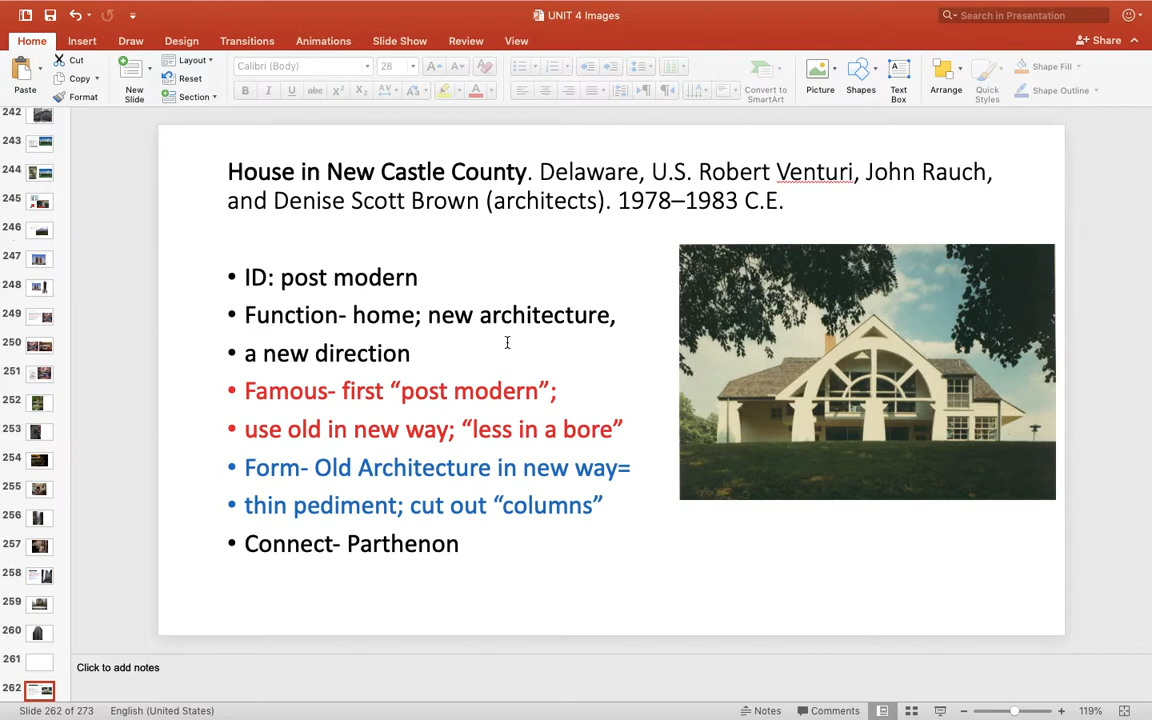 UNIT 4 Images
Search in Presentation
Home Insert Draw Design Transitions Animations Slide Show Review View Share
Paste Cut Copy Format New Slide Layout Reset Section Calibri (Body) 28 Convert to SmartArt Picture Shapes Text Box Arrange Quick Styles Shape Fill Shape Outline
242
243
244
245
246
247
248
249
250
251
252
253
254
255
256
257
258
259
260
261
262
House in New Castle County. Delaware, U.S. Robert Venturi, John Rauch,
and Denise Scott Brown (architects). 1978–1983 C.E.
• ID: post modern
• Function- home; new architecture,
• a new direction
• Famous- first “post modern”;
• use old in new way; “less in a bore”
• Form- Old Architecture in new way=
• thin pediment; cut out “columns”
• Connect- Parthenon
Click to add notes
Slide 262 of 273 English (United States) Notes Comments 119%